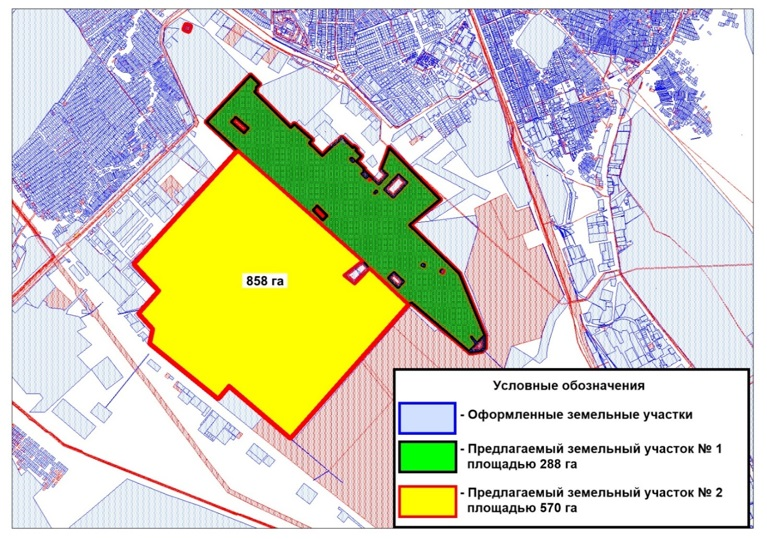 858 га
Условные обозначения
- Оформленные земельные участки
- Предлагаемый земельный участок № 1
площадью 288 га
- Предлагаемый земельный участок № 2
площадью 570 га